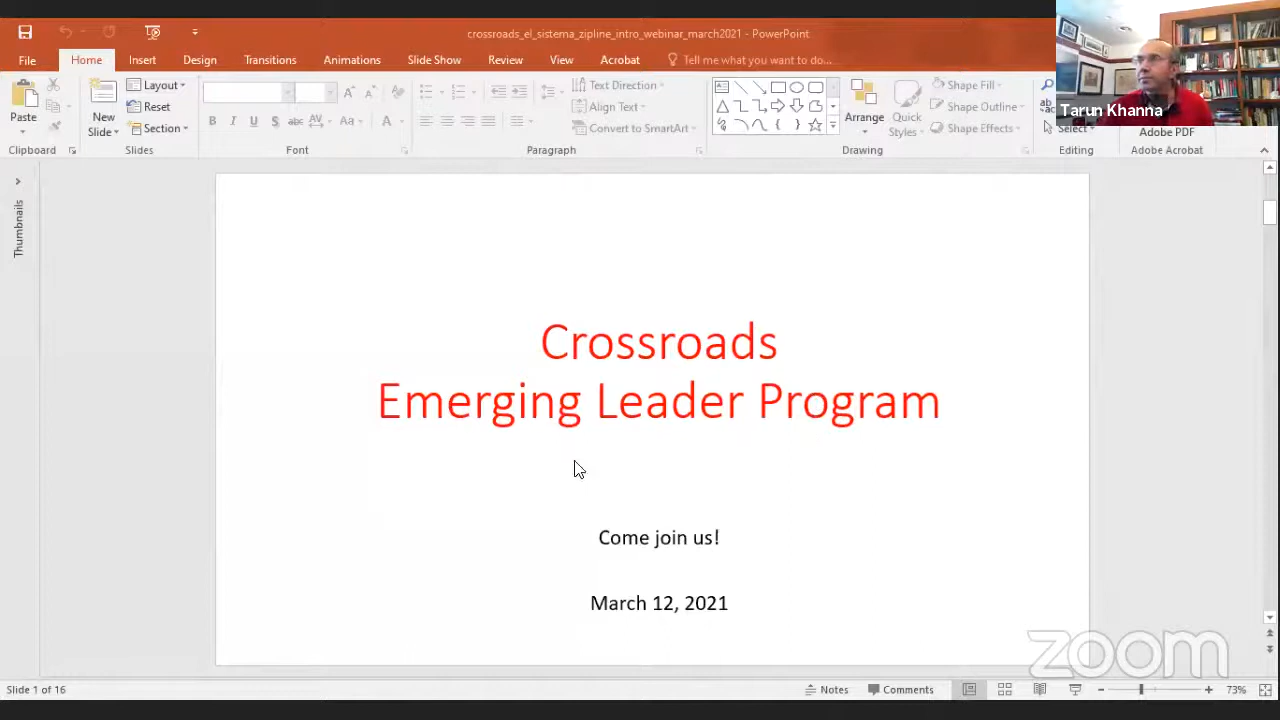 crossroads_el_sistema_zipline_intro_webinar_march2021 - PowerPoint
File Home Insert Design Transitions Animations Slide Show Review View Acrobat Tell me what you want to do...
Tarun Khanna
Paste
New
Slide
Layout
Reset
Section
B I U S abc AV Aa A
Text Direction
Align Text
Convert to SmartArt
Arrange
Quick
Styles
Shape Fill
Shape Outline
Shape Effects
Select
Adobe PDF
Clipboard Slides Font Paragraph Drawing Editing Adobe Acrobat
Thumbnails
Crossroads
Emerging Leader Program
Come join us!
March 12, 2021
zoom
Slide 1 of 16 Notes Comments 73%